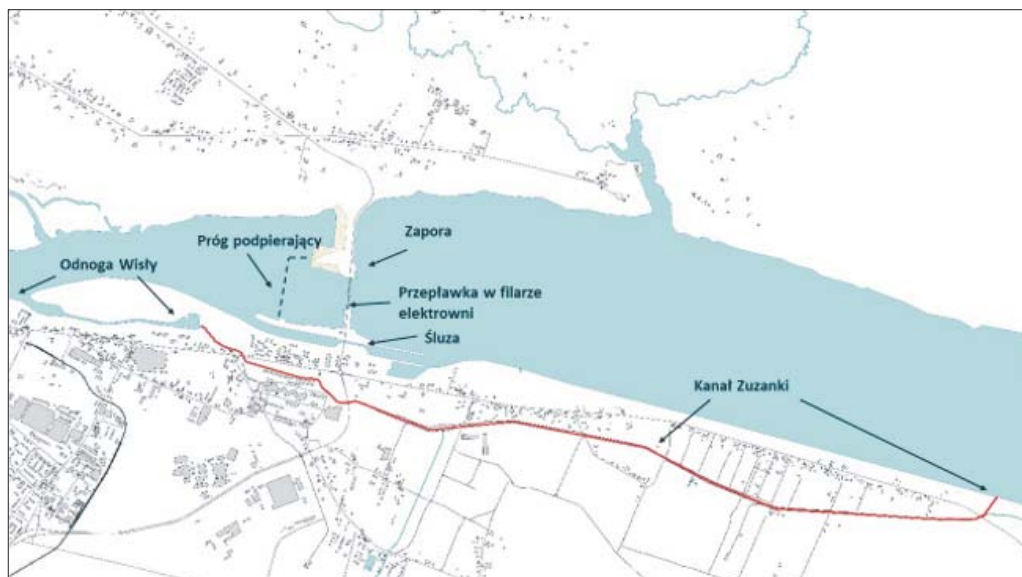 Zapora
Próg podpierający
Odnoga Wisły
Przepławka w filarze
elektrowni
Śluza
Kanał Zuzanki